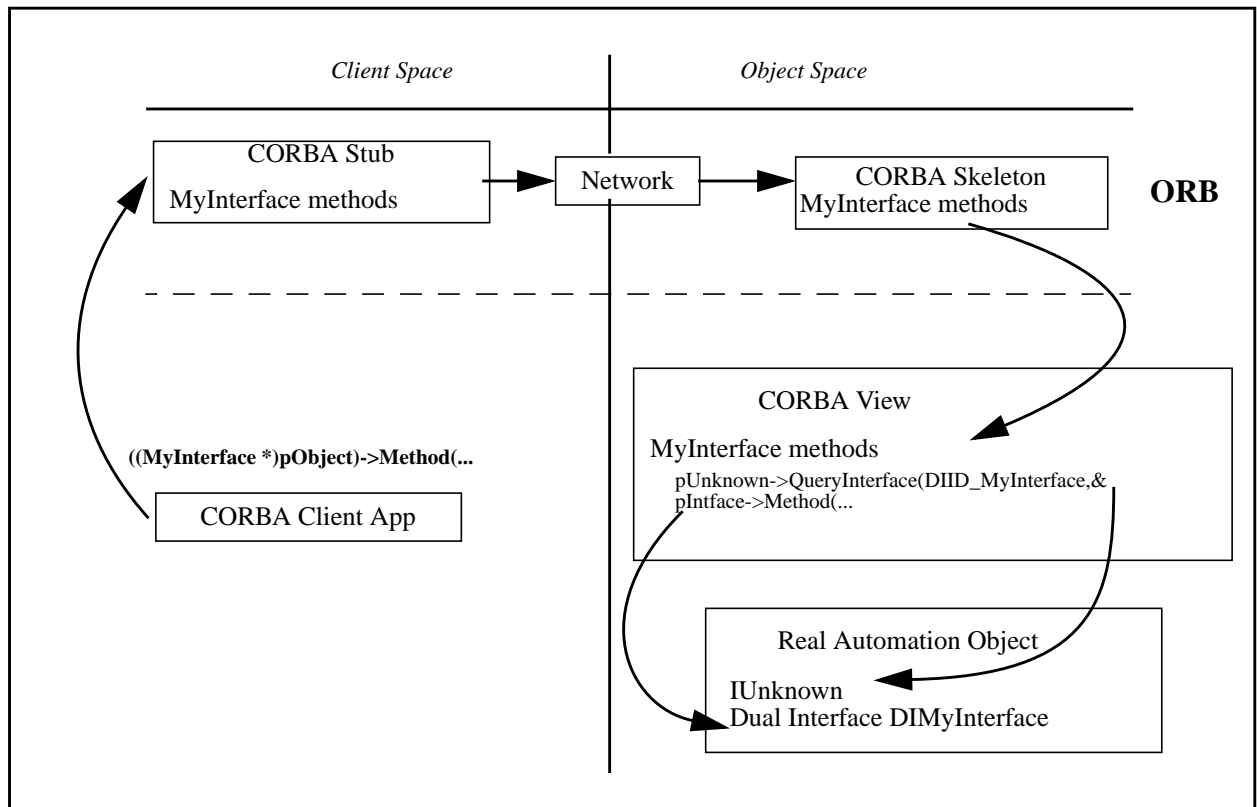 Client Space
Object Space
CORBA Stub
MyInterface methods
Network
CORBA Skeleton
MyInterface methods
ORB
CORBA View
MyInterface methods
pUnknown->QueryInterface(DIID_MyInterface,&
pIntface->Method(...
((MyInterface *)pObject)->Method(...
CORBA Client App
Real Automation Object
IUnknown
Dual Interface DIMyInterface